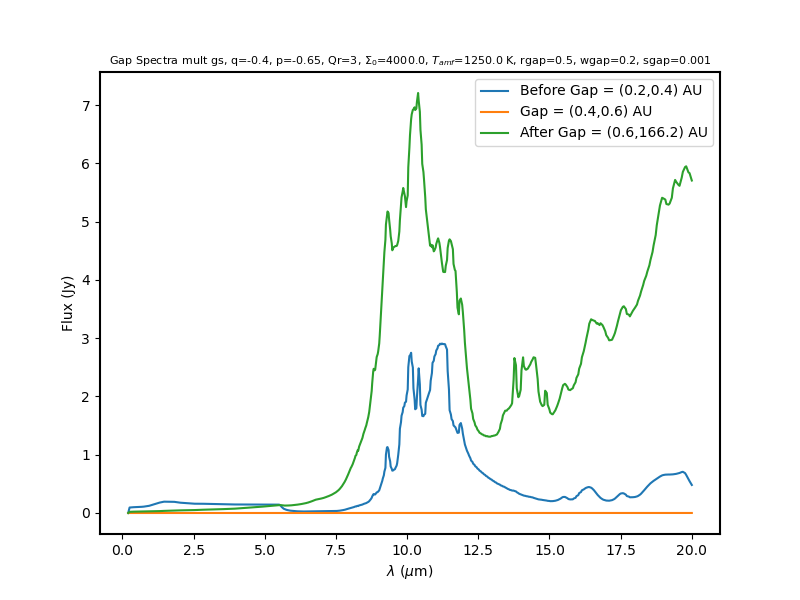 Gap Spectra mult gs, q=-0.4, p=-0.65, Qr=3, Σ₀=4000.0, T_amf=1250.0 K, rgap=0.5, wgap=0.2, sgap=0.001
Before Gap = (0.2,0.4) AU
Gap = (0.4,0.6) AU
After Gap = (0.6,166.2) AU
7
6
5
4
3
2
1
0
Flux (Jy)
0.0 2.5 5.0 7.5 10.0 12.5 15.0 17.5 20.0
λ (μm)